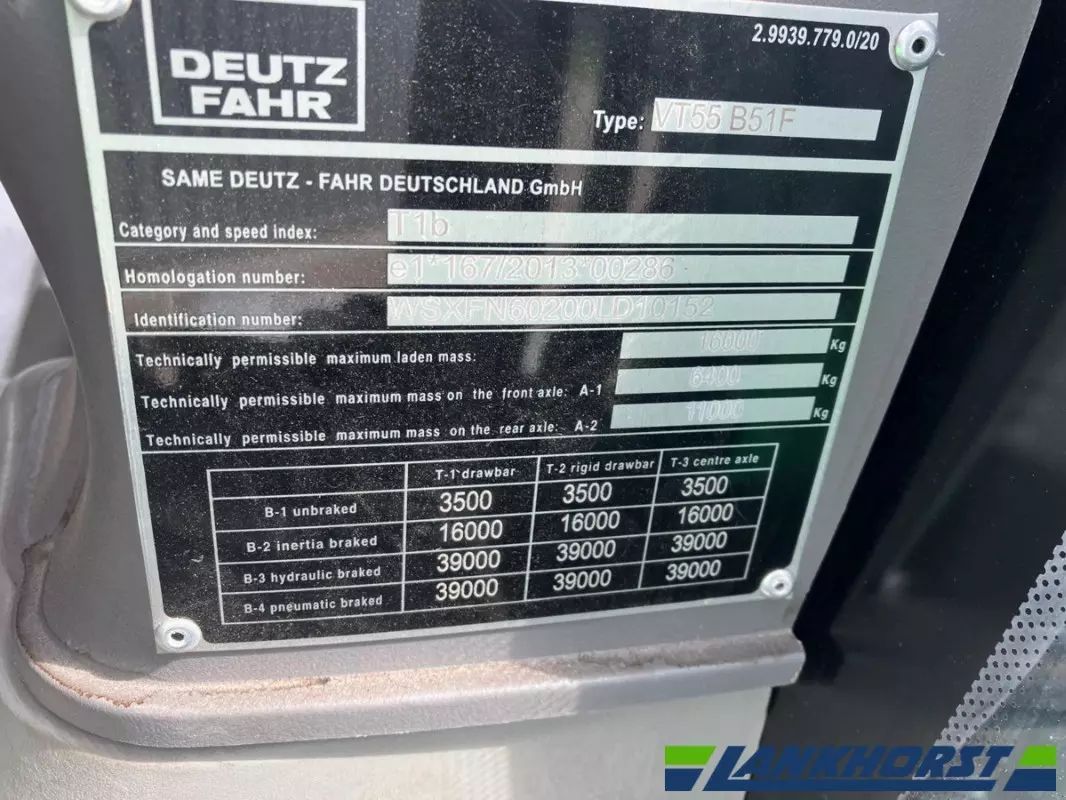 2.9939.779.0/20
DEUTZ
FAHR
Type: VT55 B51F
SAME DEUTZ - FAHR DEUTSCHLAND GmbH
Category and speed index: T1b
Homologation number: e1*167/2013*00286
Identification number: WSXFN60200LD10152
Technically permissible maximum laden mass: 16000 Kg
Technically permissible maximum mass on the front axle: A-1 6400 Kg
Technically permissible maximum mass on the rear axle: A-2 11000 Kg
T-1 drawbar T-2 rigid drawbar T-3 centre axle
B-1 unbraked 3500 3500 3500
B-2 inertia braked 16000 16000 16000
B-3 hydraulic braked 39000 39000 39000
B-4 pneumatic braked 39000 39000 39000
LANKHORST